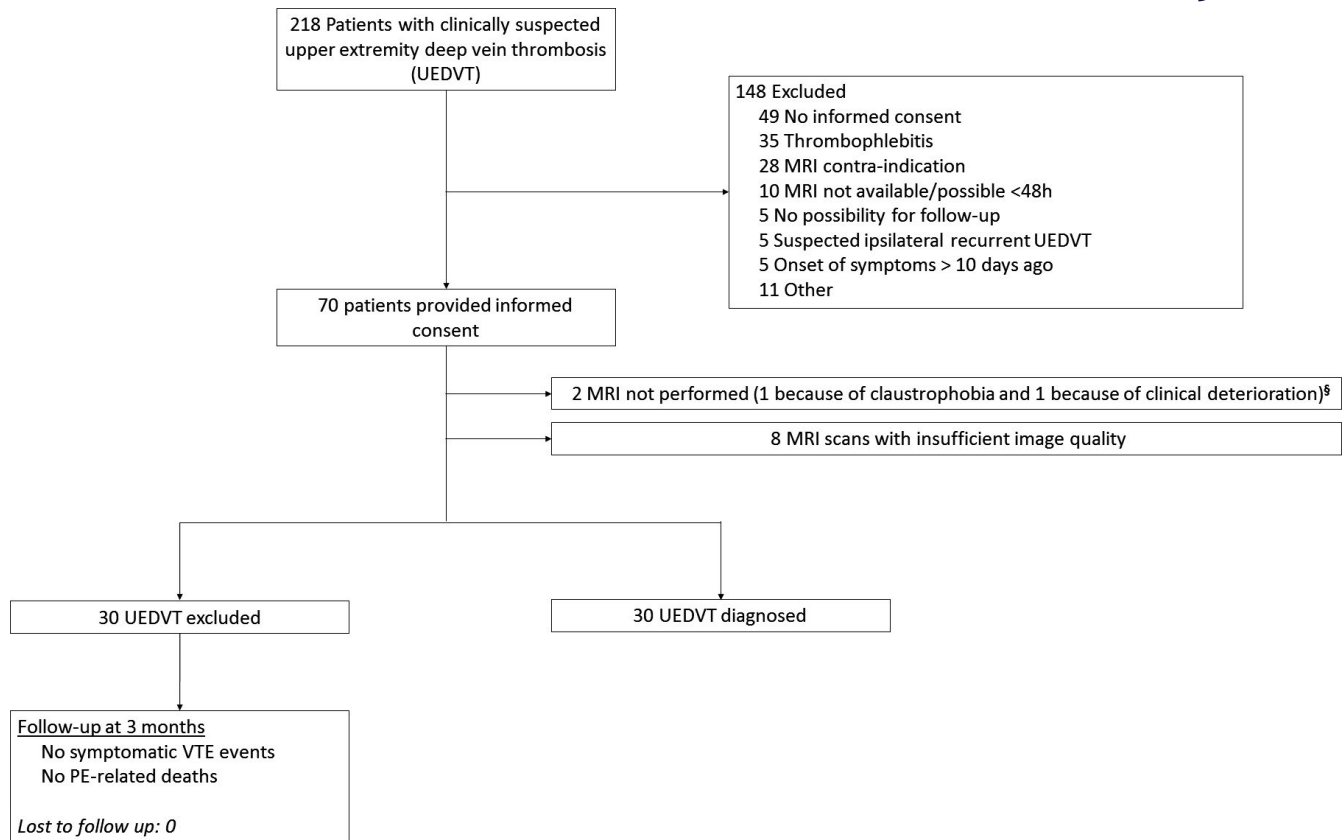 218 Patients with clinically suspected
upper extremity deep vein thrombosis
(UEDVT)
148 Excluded
49 No informed consent
35 Thrombophlebitis
28 MRI contra-indication
10 MRI not available/possible <48h
5 No possibility for follow-up
5 Suspected ipsilateral recurrent UEDVT
5 Onset of symptoms > 10 days ago
11 Other
70 patients provided informed
consent
2 MRI not performed (1 because of claustrophobia and 1 because of clinical deterioration)§
8 MRI scans with insufficient image quality
30 UEDVT excluded
30 UEDVT diagnosed
Follow-up at 3 months
No symptomatic VTE events
No PE-related deaths
Lost to follow up: 0